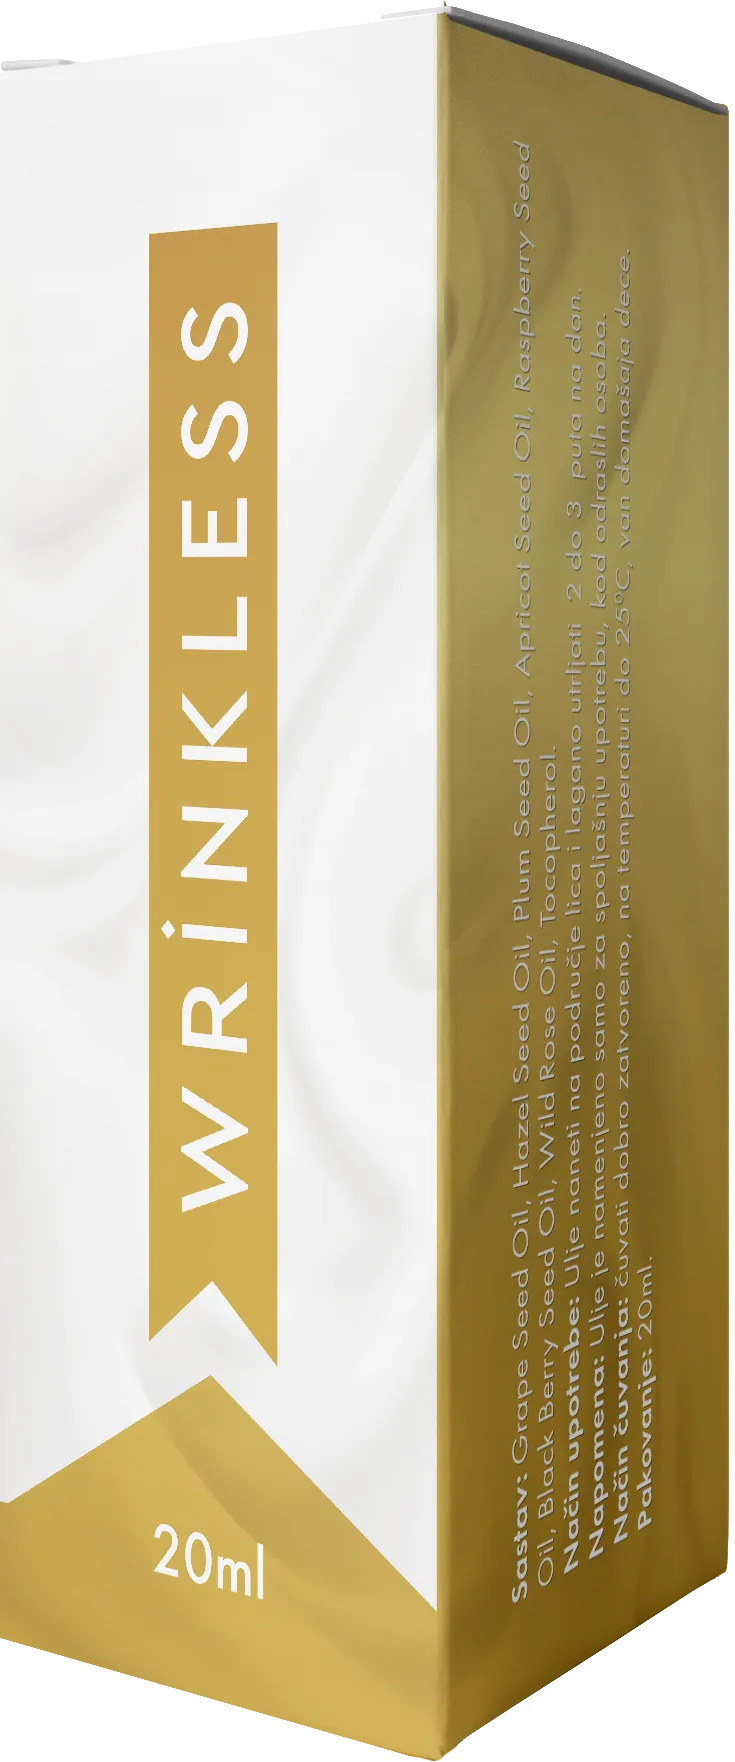 WRiNKLESS
20ml
Sastav: Grape Seed Oil, Hazel Seed Oil, Plum Seed Oil, Apricot Seed Oil, Raspberry Seed
Oil, Black Berry Seed Oil, Wild Rose Oil, Tocopherol.
Način upotrebe: Ulje naneti na područje lica i lagano utrljati 2 do 3 puta na dan.
Napomena: Ulje je namenjeno samo za spoljašnju upotrebu, kod odraslih osoba.
Način čuvanja: čuvati dobro zatvoreno, na temperaturi do 25°C, van domašaja dece.
Pakovanje: 20ml.